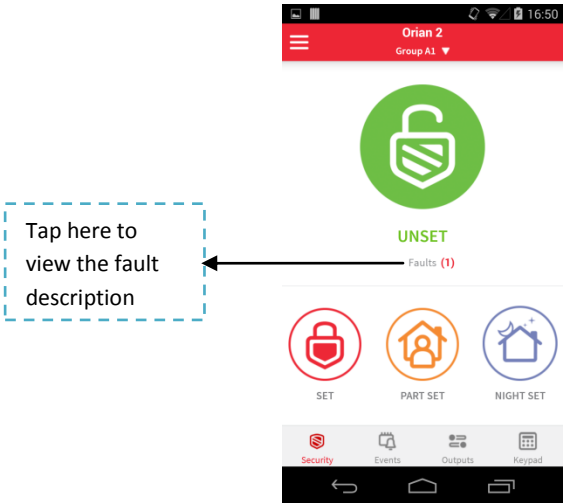 16:50
Orian 2
Group A1 ▼
UNSET
Tap here to
view the fault
description
Faults (1)
SET PART SET NIGHT SET
Security Events Outputs Keypad